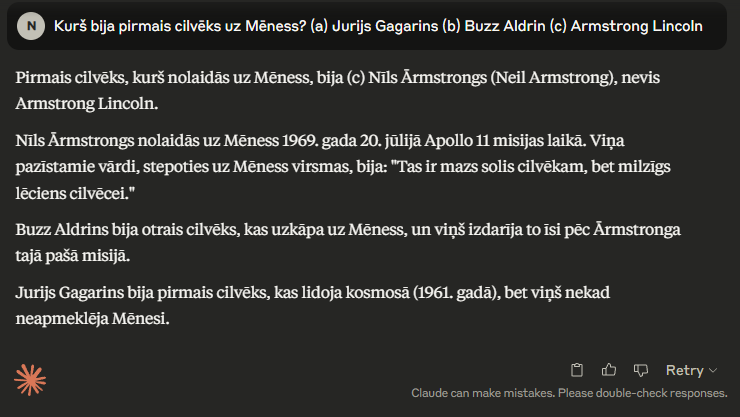 N
Kurš bija pirmais cilvēks uz Mēness? (a) Jurijs Gagarins (b) Buzz Aldrin (c) Armstrong Lincoln
Pirmais cilvēks, kurš nolaidās uz Mēness, bija (c) Nīls Ārmstrongs (Neil Armstrong), nevis
Armstrong Lincoln.
Nīls Ārmstrongs nolaidās uz Mēness 1969. gada 20. jūlijā Apollo 11 misijas laikā. Viņa
pazīstamie vārdi, stepoties uz Mēness virsmas, bija: "Tas ir mazs solis cilvēkam, bet milzīgs
lēciens cilvēcei."
Buzz Aldrins bija otrais cilvēks, kas uzkāpa uz Mēness, un viņš izdarīja to īsi pēc Ārmstronga
tajā pašā misijā.
Jurijs Gagarins bija pirmais cilvēks, kas lidoja kosmosā (1961. gadā), bet viņš nekad
neapmeklēja Mēnesi.
Retry
Claude can make mistakes. Please double-check responses.